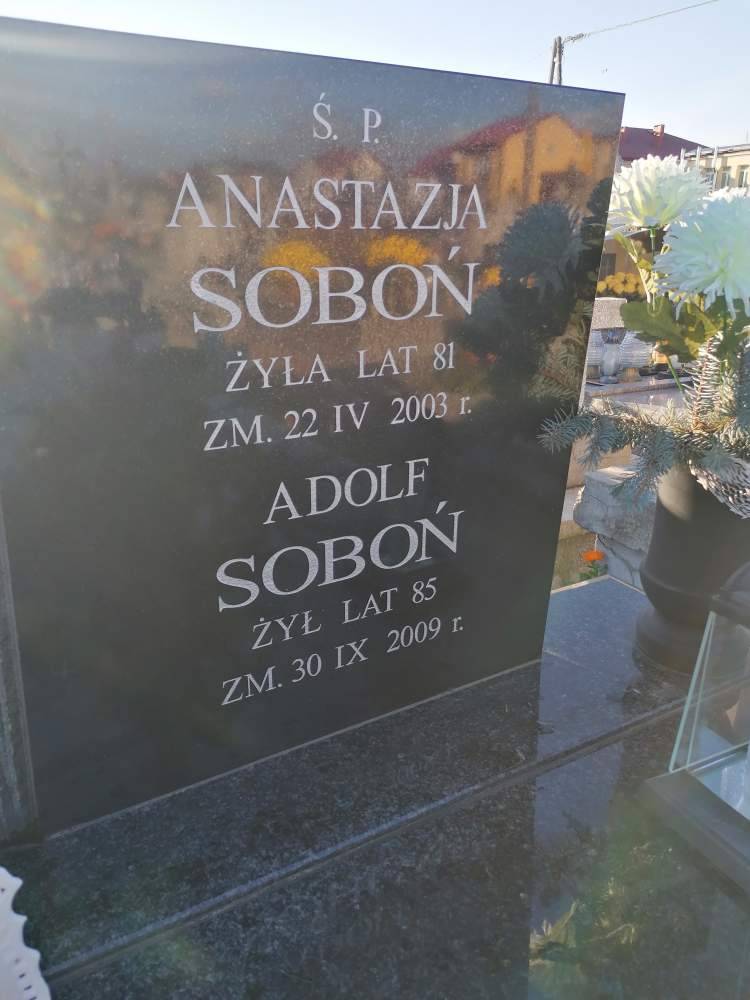 Ś. P.
ANASTAZJA
SOBOŃ
ŻYŁA LAT 81
ZM. 22 IV 2003 r.
ADOLF
SOBOŃ
ŻYŁ LAT 85
ZM. 30 IX 2009 r.